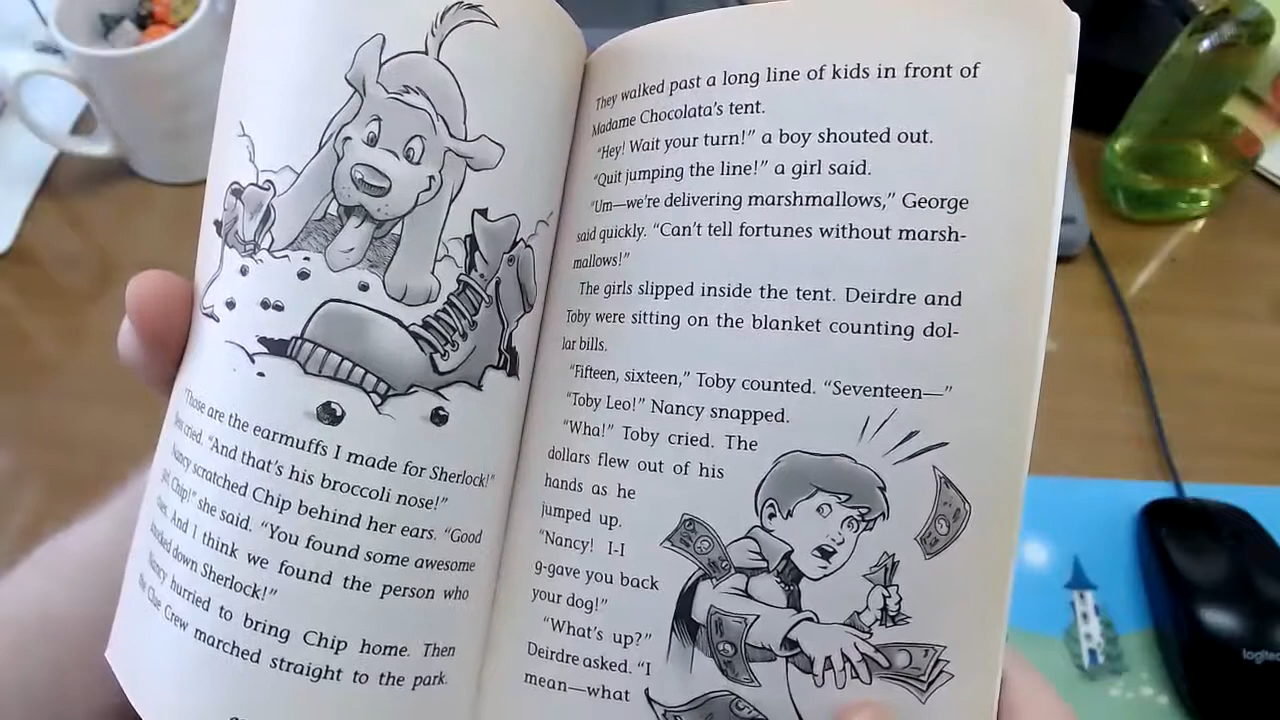 "Those are the earmuffs I made for Sherlock!"
cried. "And that's his broccoli nose!"
Nancy scratched Chip behind her ears. "Good
girl, Chip!" she said. "You found some awesome
clues. And I think we found the person who
knocked down Sherlock!"
Nancy hurried to bring Chip home. Then
the Clue Crew marched straight to the park.
They walked past a long line of kids in front of
Madame Chocolata's tent.
"Hey! Wait your turn!" a boy shouted out.
"Quit jumping the line!" a girl said.
"Um—we're delivering marshmallows," George
said quickly. "Can't tell fortunes without marsh-
mallows!"
The girls slipped inside the tent. Deirdre and
Toby were sitting on the blanket counting dol-
lar bills.
"Fifteen, sixteen," Toby counted. "Seventeen—"
"Toby Leo!" Nancy snapped.
"Wha!" Toby cried. The
dollars flew out of his
hands as he
jumped up.
"Nancy! I-I
g-gave you back
your dog!"
"What's up?"
Deirdre asked. "I
mean—what
logitech